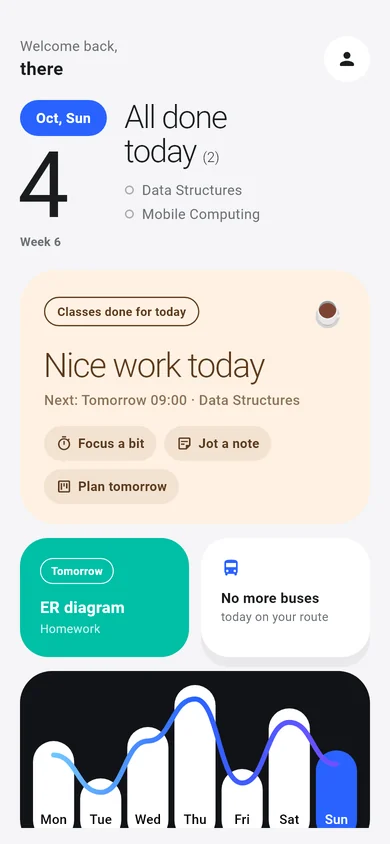 Welcome back,
there
Oct, Sun
4
Week 6
All done
today (2)
Data Structures
Mobile Computing
Classes done for today
Nice work today
Next: Tomorrow 09:00 · Data Structures
Focus a bit
Jot a note
Plan tomorrow
Tomorrow
ER diagram
Homework
No more buses
today on your route
Mon Tue Wed Thu Fri Sat Sun